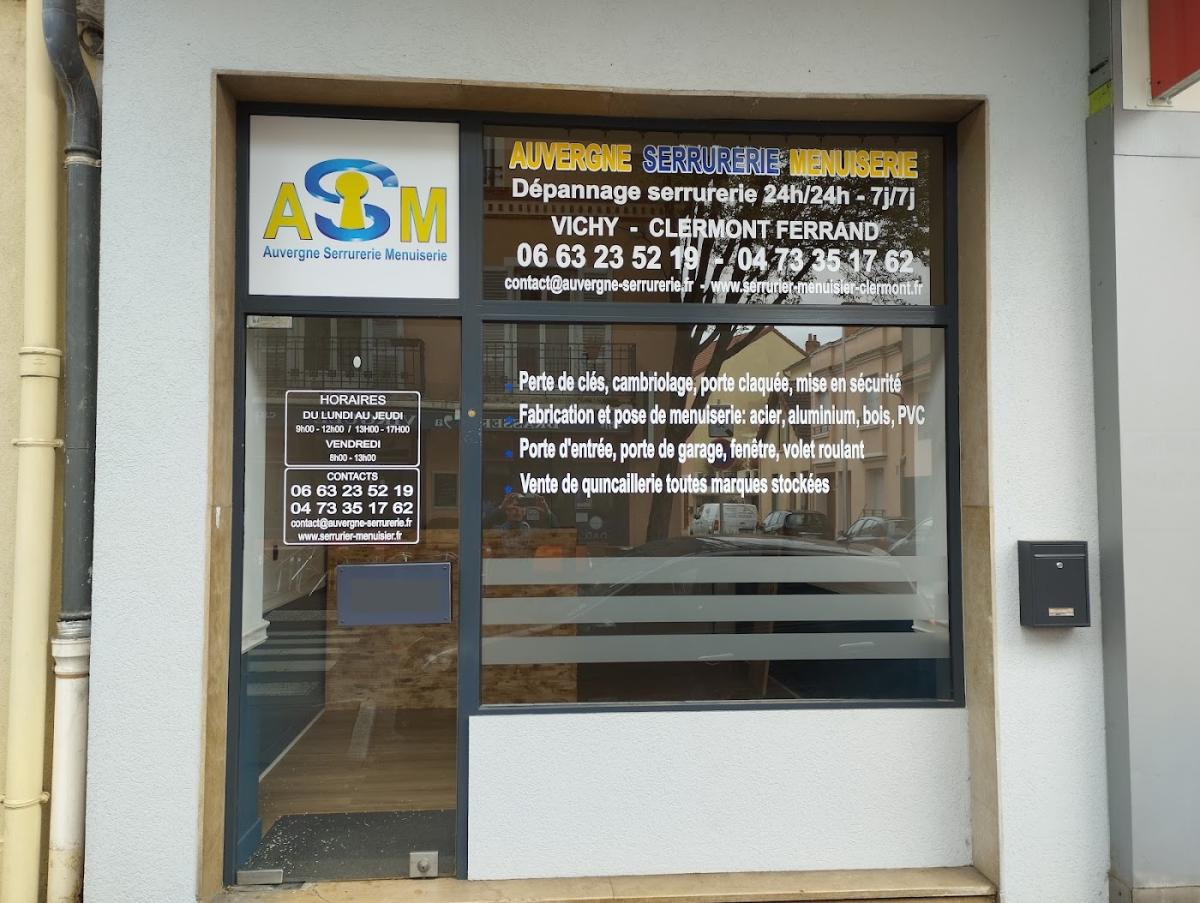 ASM
Auvergne Serrurerie Menuiserie
AUVERGNE SERRURERIE MENUISERIE
Dépannage serrurerie 24h/24h - 7j/7j
VICHY - CLERMONT FERRAND
06 63 23 52 19 - 04 73 35 17 62
contact@auvergne-serrurerie.fr - www.serrurier-menuisier-clermont.fr
Perte de clés, cambriolage, porte claquée, mise en sécurité
Fabrication et pose de menuiserie: acier, aluminium, bois, PVC
Porte d'entrée, porte de garage, fenêtre, volet roulant
Vente de quincaillerie toutes marques stockées
HORAIRES
DU LUNDI AU JEUDI
9h00 - 12h00 / 13H00 - 17H00
VENDREDI
8h00 - 13h00
CONTACTS
06 63 23 52 19
04 73 35 17 62
contact@auvergne-serrurerie.fr
www.serrurier-menuisier.fr